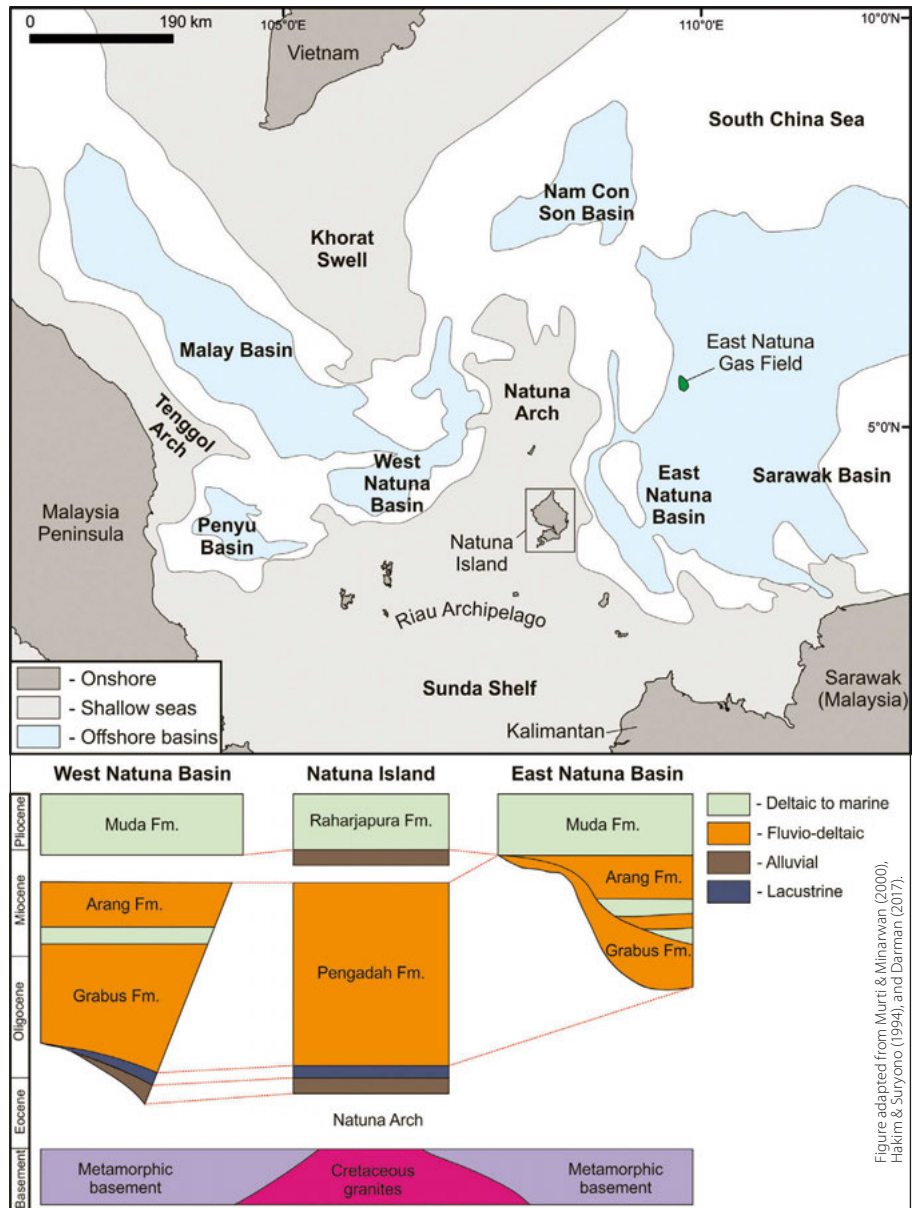 0
190 km
105°0'E
110°0'E
10°0'N
Vietnam
South China Sea
Nam Con
Son Basin
Khorat
Swell
Malay Basin
East Natuna
Gas Field
Natuna
Arch
Tenggol
Arch
5°0'N
West
Natuna
Basin
East
Natuna
Basin
Sarawak Basin
Malaysia
Peninsula
Penyu
Basin
Natuna
Island
Riau Archipelago
- Onshore
- Shallow seas
- Offshore basins
Sunda Shelf
Sarawak
(Malaysia)
Kalimantan
West Natuna Basin
Natuna Island
East Natuna Basin
Pliocene
Miocene
Oligocene
Eocene
Basement
Muda Fm.
Raharjapura Fm.
Muda Fm.
- Deltaic to marine
- Fluvio-deltaic
- Alluvial
- Lacustrine
Arang Fm.
Arang Fm.
Pengadah Fm.
Grabus Fm.
Grabus Fm.
Natuna Arch
Metamorphic
basement
Cretaceous
granites
Metamorphic
basement
Figure adapted from Murti & Minarwan (2000),
Hakim & Suryono (1994), and Darman (2017).